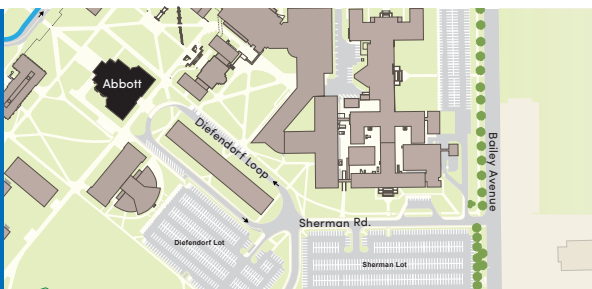 Abbott
Diefendorf Loop
Bailey Avenue
Sherman Rd.
Diefendorf Lot
Sherman Lot